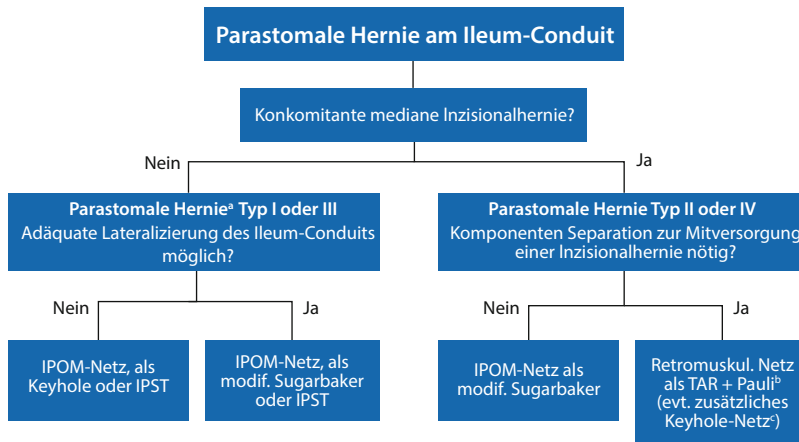 Parastomale Hernie am Ileum-Conduit
Konkomitante mediane Inzisionalhernie?
Nein
Ja
Parastomale Hernieᵃ Typ I oder III
Adäquate Lateralizierung des Ileum-Conduits
möglich?
Parastomale Hernie Typ II oder IV
Komponenten Separation zur Mitversorgung
einer Inzisionalhernie nötig?
Nein
Ja
Nein
Ja
IPOM-Netz, als
Keyhole oder IPST
IPOM-Netz, als
modif. Sugarbaker
oder IPST
IPOM-Netz als
modif. Sugarbaker
Retromuskul. Netz
als TAR + Pauliᵇ
(evt. zusätzliches
Keyhole-Netzᶜ)